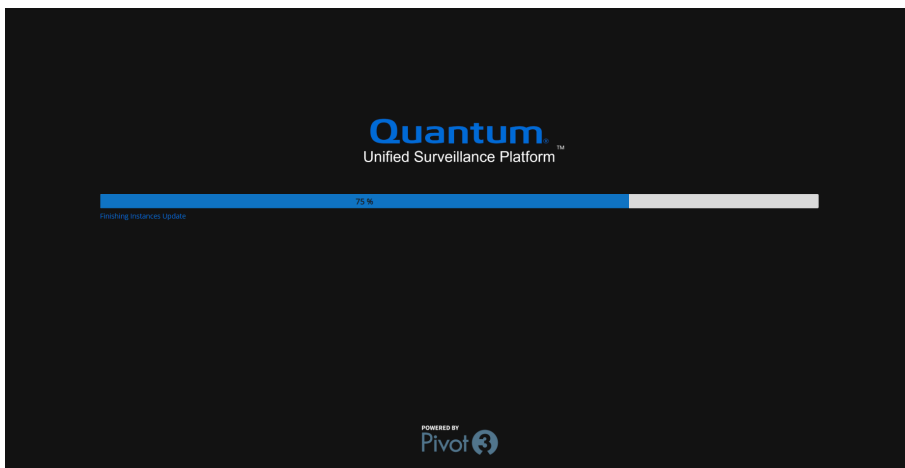 Quantum®
Unified Surveillance Platform™
75 %
Finishing Instances Update
POWERED BY
Pivot3